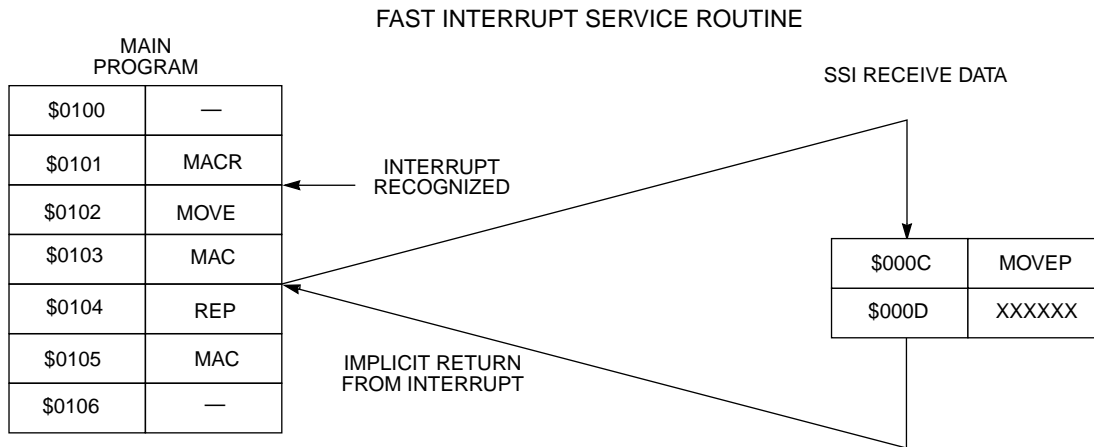 FAST INTERRUPT SERVICE ROUTINE
MAIN
PROGRAM
SSI RECEIVE DATA
$0100 —
$0101 MACR
INTERRUPT
RECOGNIZED
$0102 MOVE
$0103 MAC
$000C MOVEP
$0104 REP
$000D XXXXXX
$0105 MAC
IMPLICIT RETURN
FROM INTERRUPT
$0106 —